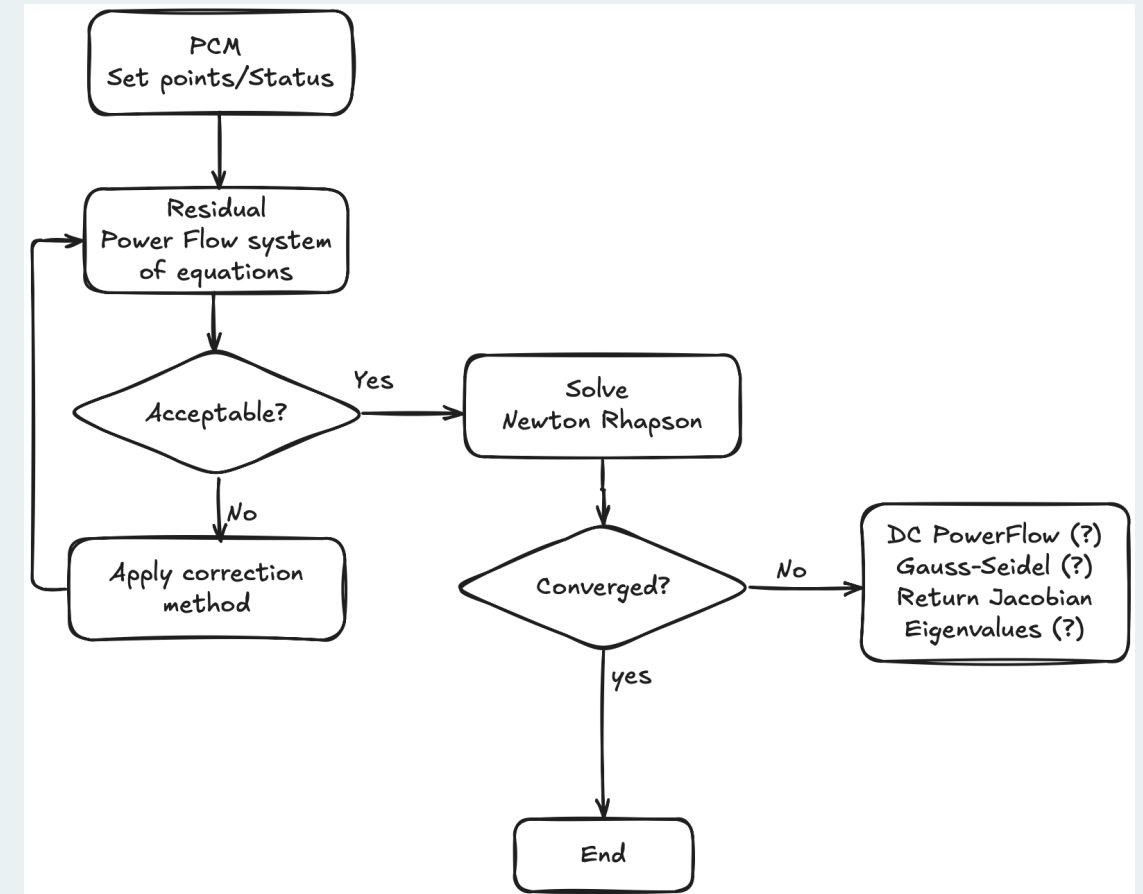 PCM
Set points/Status
Residual
Power Flow system
of equations
Acceptable?
Yes
No
Apply correction
method
Solve
Newton Rhapson
Converged?
No
yes
DC PowerFlow (?)
Gauss-Seidel (?)
Return Jacobian
Eigenvalues (?)
End